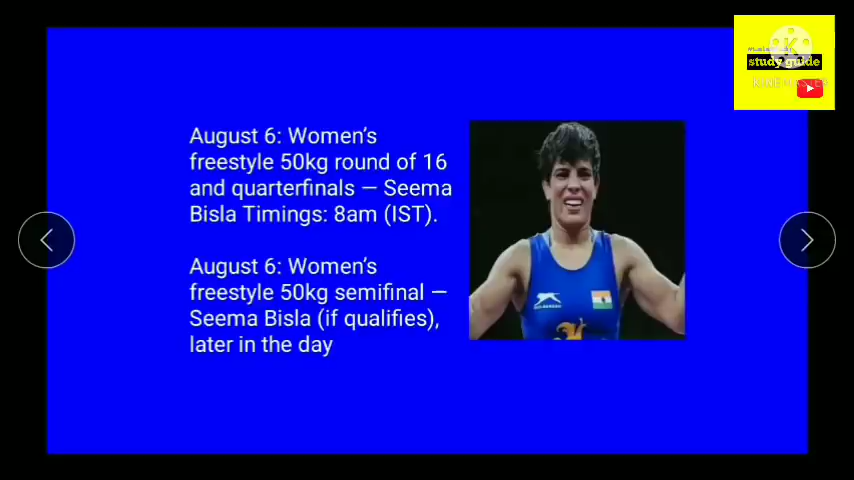 August 6: Women's
freestyle 50kg round of 16
and quarterfinals — Seema
Bisla Timings: 8am (IST).
August 6: Women's
freestyle 50kg semifinal —
Seema Bisla (if qualifies),
later in the day
K
study guide
KINEMASTER